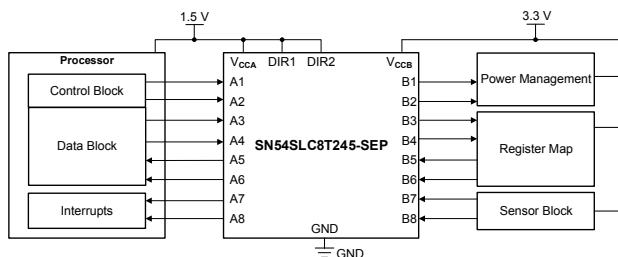 1.5 V
3.3 V
Processor
VCCA DIR1 DIR2 VCCB
Control Block
Data Block
Interrupts
A1
A2
A3
A4
A5
A6
A7
A8
SN54SLC8T245-SEP
GND
GND
B1
B2
B3
B4
B5
B6
B7
B8
Power Management
Register Map
Sensor Block